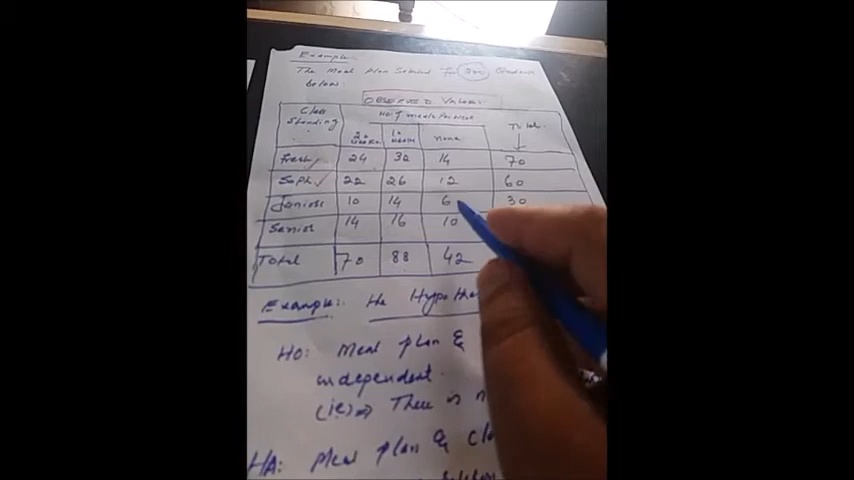 Example:
The Meal plan Selected for 200 Students
below:
OBSERVED Values
Class Standing No of meals Per Week
20 10 none Total
Fresh 24 32 14 70
Soph 22 26 12 60
Juniors 10 14 6 30
Senior 14 16 10
Total 70 88 42
Example: the Hypothe
HO: Meal plan &
independent.
(ie) => There is n
HA: Meal plan & cl